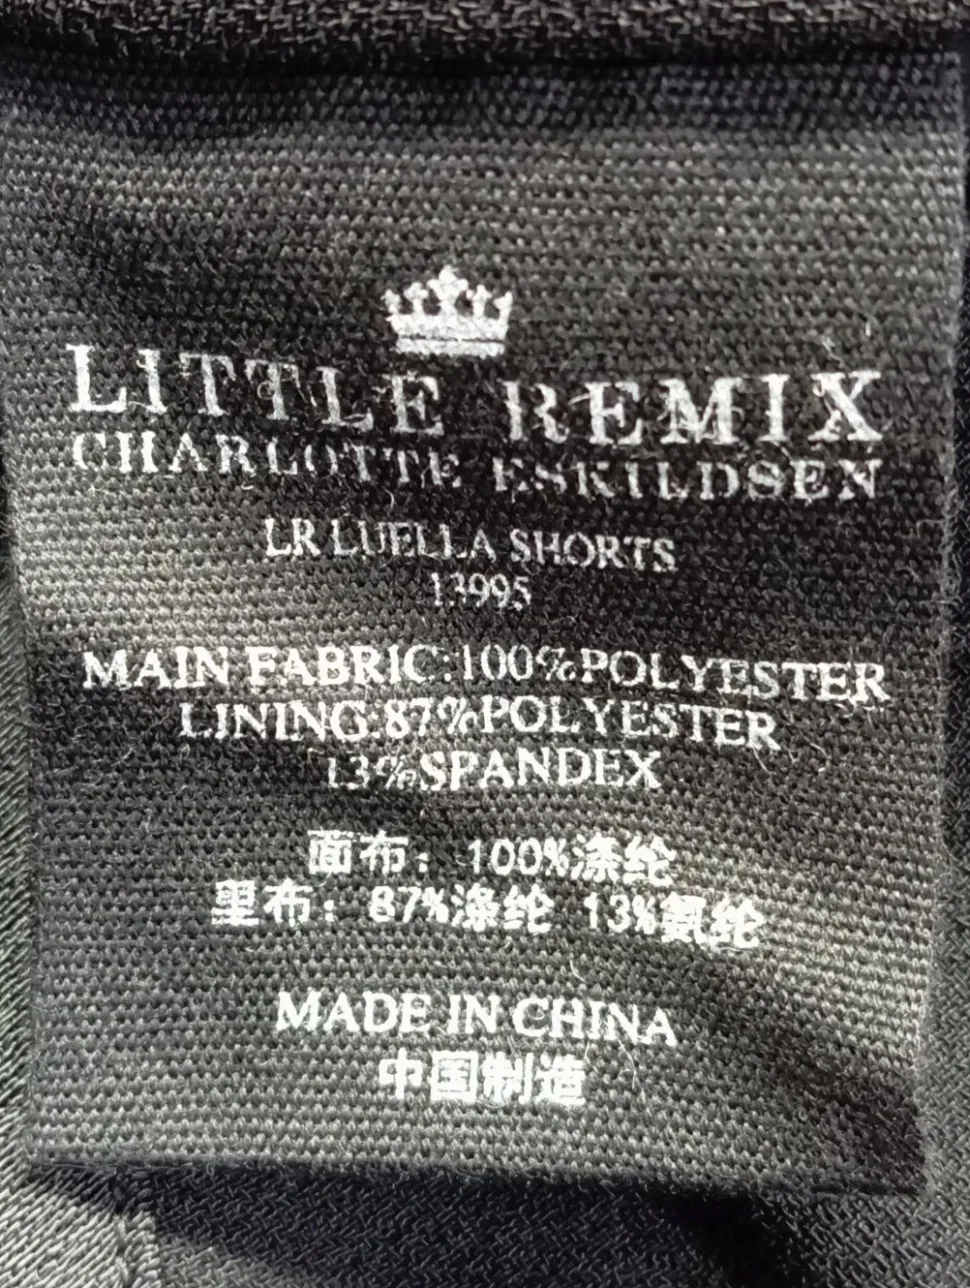 LITTLE REMIX
CHARLOTTE ESKILDSEN
LR LUELLA SHORTS
13995
MAIN FABRIC:100%POLYESTER
LINING:87%POLYESTER
13%SPANDEX
面布：100%涤纶
里布：87%涤纶 13%氨纶
MADE IN CHINA
中国制造